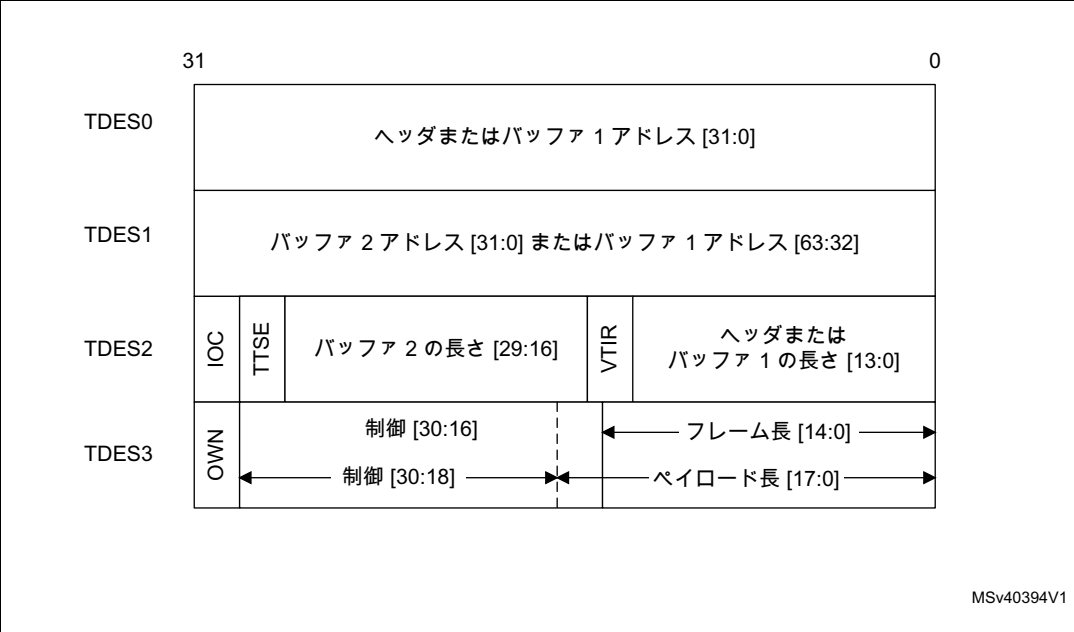 31 0
TDES0
ヘッダまたはバッファ 1 アドレス [31:0]
TDES1
バッファ 2 アドレス [31:0] またはバッファ 1 アドレス [63:32]
TDES2
IOC
TTSE
バッファ 2 の長さ [29:16]
VTIR
ヘッダまたは
バッファ 1 の長さ [13:0]
TDES3
OWN
制御 [30:16]
フレーム長 [14:0]
制御 [30:18]
ペイロード長 [17:0]
MSv40394V1